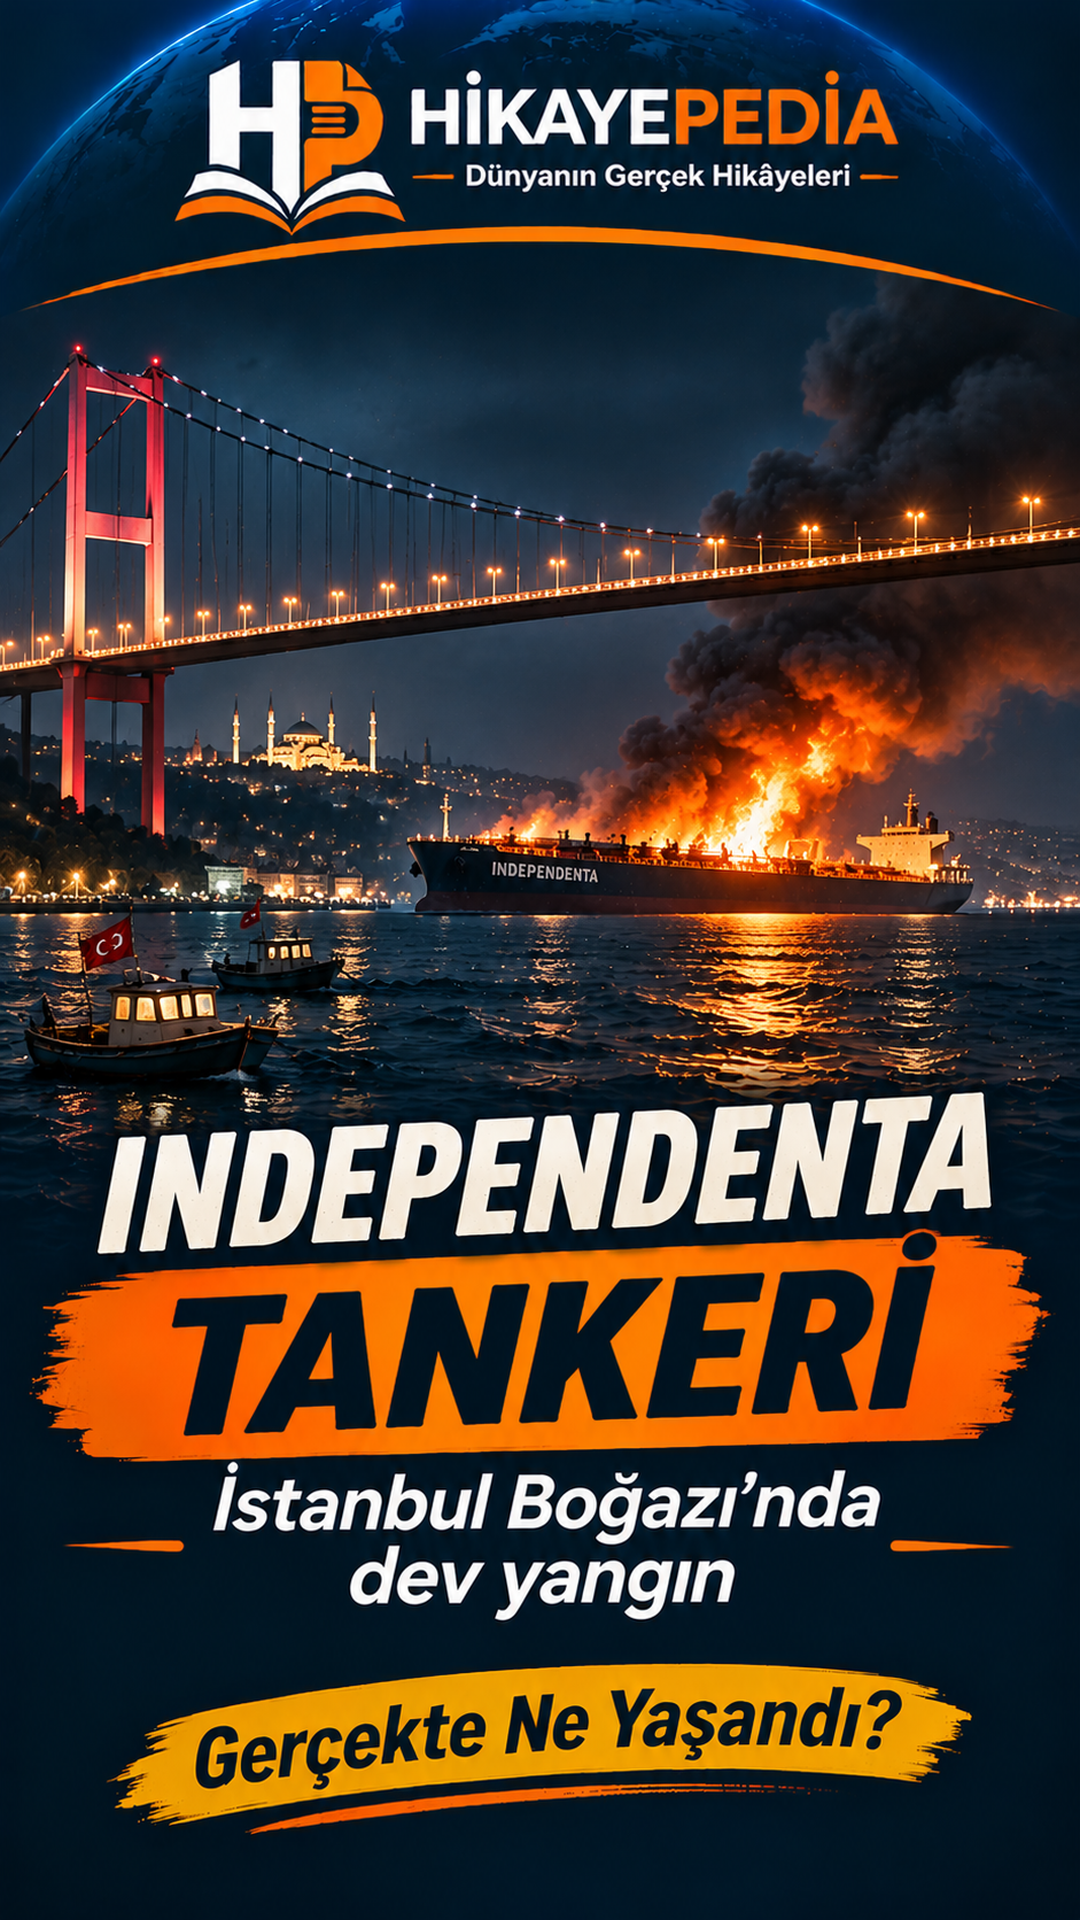 HİKAYEPEDİA
Dünyanın Gerçek Hikâyeleri
INDEPENDENTA
INDEPENDENTA
TANKERİ
İstanbul Boğazı'nda
dev yangın
Gerçekte Ne Yaşandı?